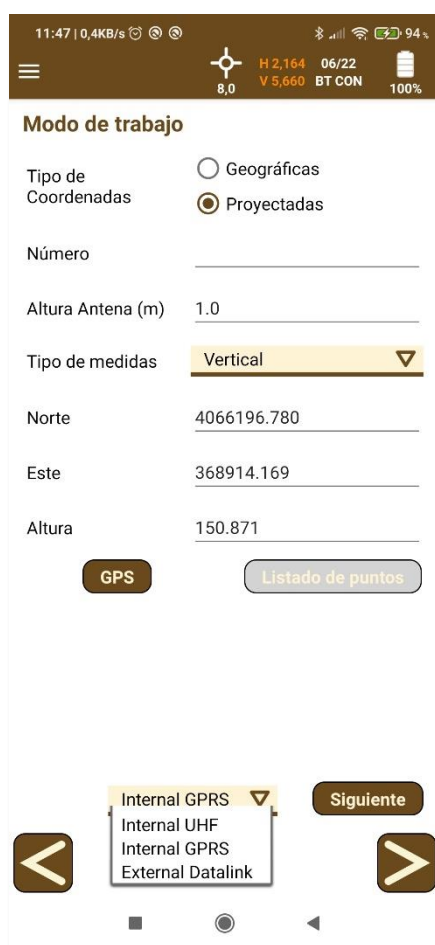 11:47 | 0,4KB/s 94%
8,0 H 2,164 V 5,660 06/22 BT CON 100%
Modo de trabajo
Tipo de Coordenadas
Geográficas
Proyectadas
Número
Altura Antena (m) 1.0
Tipo de medidas Vertical
Norte 4066196.780
Este 368914.169
Altura 150.871
GPS Listado de puntos
Internal GPRS Siguiente
Internal UHF
Internal GPRS
External Datalink